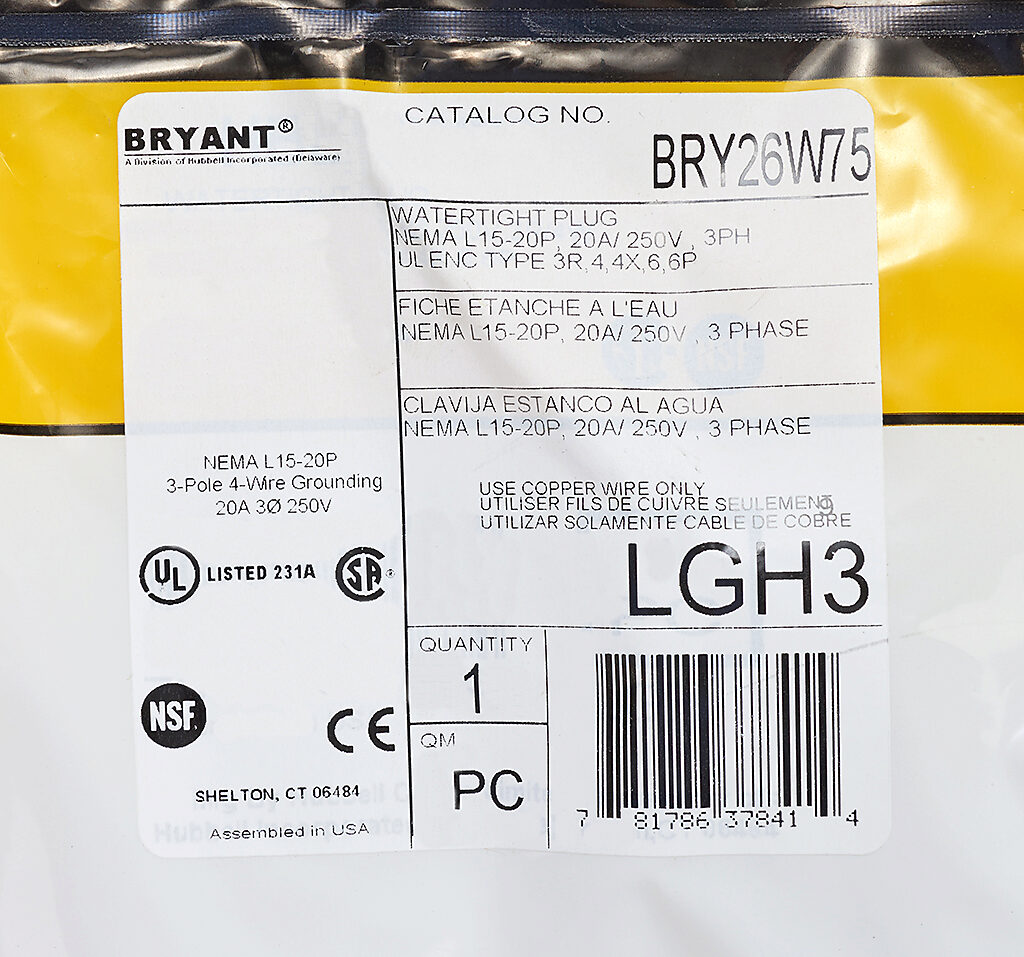 BRYANT®
A Division of Hubbell Incorporated (Delaware)
CATALOG NO.
BRY26W75
WATERTIGHT PLUG
NEMA L15-20P, 20A/ 250V , 3PH
UL ENC TYPE 3R,4,4X,6,6P
FICHE ETANCHE A L'EAU
NEMA L15-20P, 20A/ 250V , 3 PHASE
CLAVIJA ESTANCO AL AGUA
NEMA L15-20P, 20A/ 250V , 3 PHASE
NEMA L15-20P
3-Pole 4-Wire Grounding
20A 3Ø 250V
UL LISTED 231A SA®
USE COPPER WIRE ONLY
UTILISER FILS DE CUIVRE SEULEMENT
9
UTILIZAR SOLAMENTE CABLE DE COBRE
LGH3
NSF
CE
SHELTON, CT 06484
Assembled in USA
QUANTITY
1
QM
PC
7 81786 37841 4